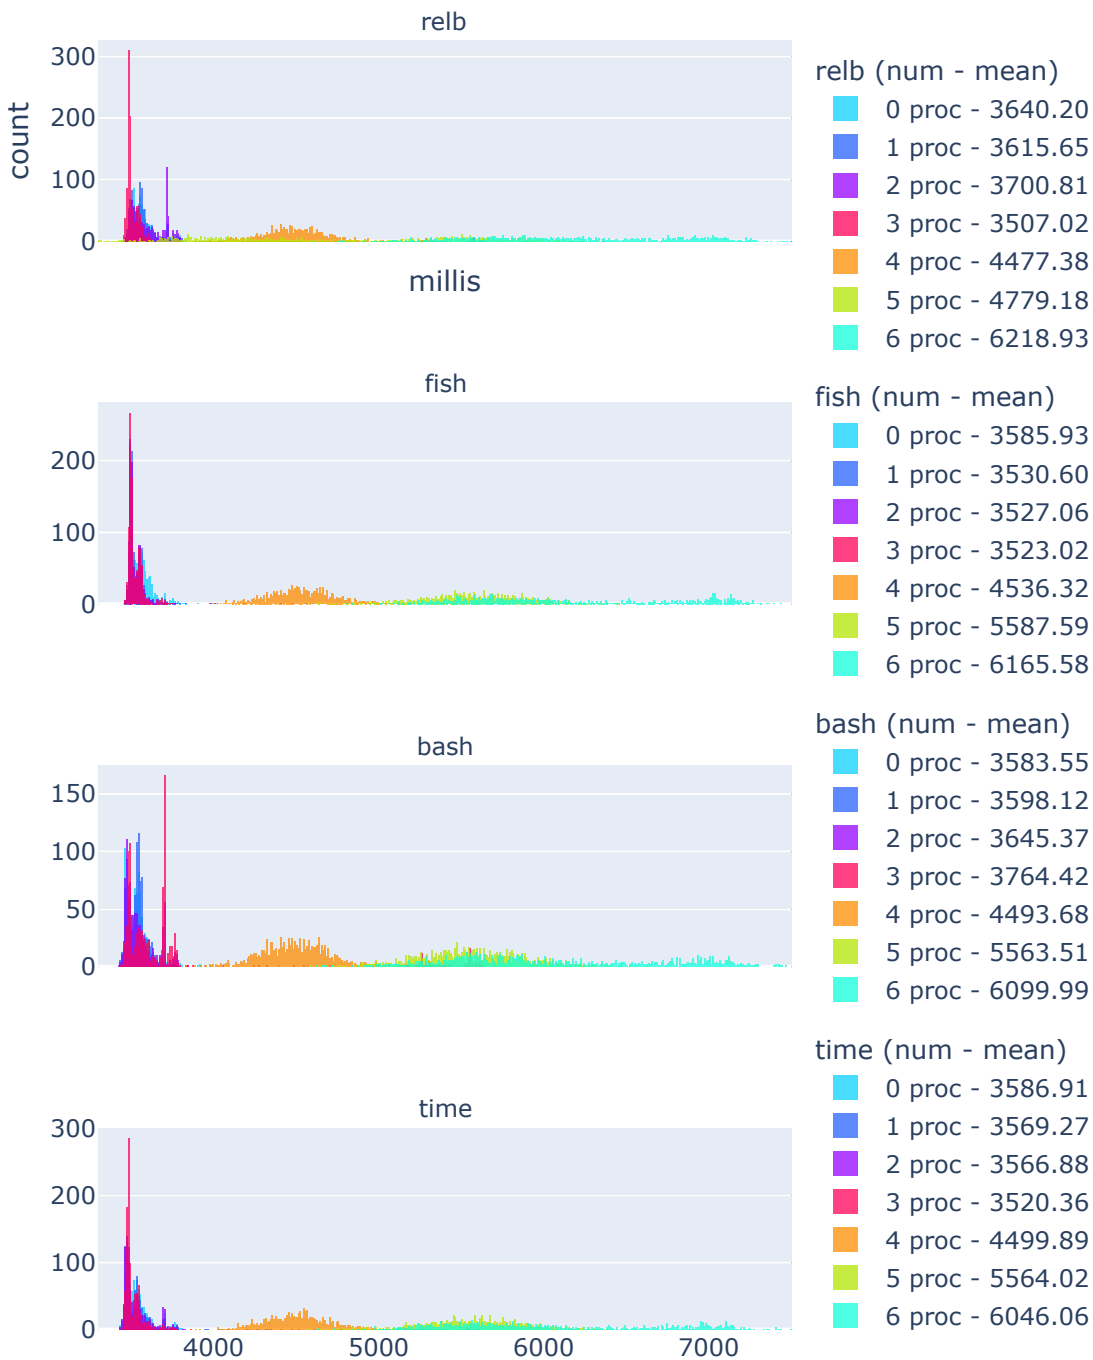 relb
300
200
100
0
count
millis
relb (num - mean)
0 proc - 3640.20
1 proc - 3615.65
2 proc - 3700.81
3 proc - 3507.02
4 proc - 4477.38
5 proc - 4779.18
6 proc - 6218.93
fish
200
100
0
fish (num - mean)
0 proc - 3585.93
1 proc - 3530.60
2 proc - 3527.06
3 proc - 3523.02
4 proc - 4536.32
5 proc - 5587.59
6 proc - 6165.58
bash
150
100
50
0
bash (num - mean)
0 proc - 3583.55
1 proc - 3598.12
2 proc - 3645.37
3 proc - 3764.42
4 proc - 4493.68
5 proc - 5563.51
6 proc - 6099.99
time
300
200
100
0
4000 5000 6000 7000
time (num - mean)
0 proc - 3586.91
1 proc - 3569.27
2 proc - 3566.88
3 proc - 3520.36
4 proc - 4499.89
5 proc - 5564.02
6 proc - 6046.06